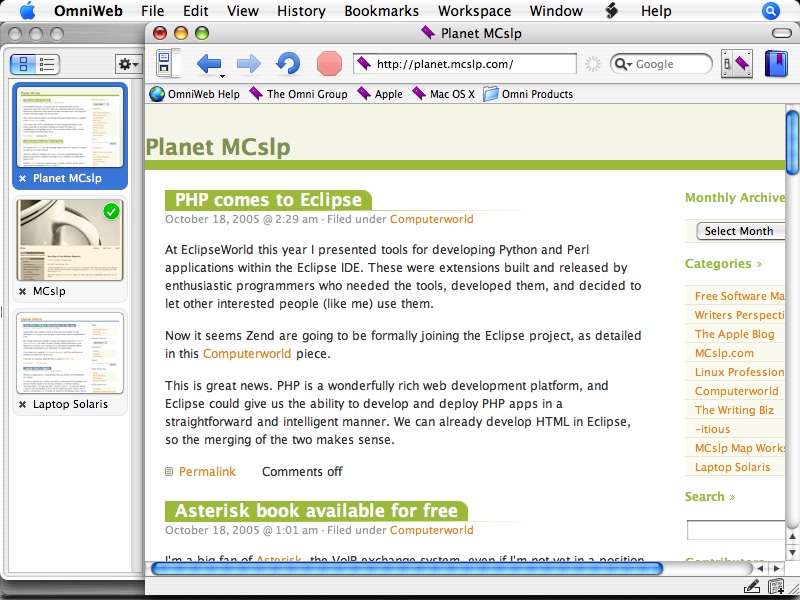 OmniWeb File Edit View History Bookmarks Workspace Window Help
Planet MCslp
http://planet.mcslp.com/
Google
OmniWeb Help The Omni Group Apple Mac OS X Omni Products
Planet MCslp
MCslp
Laptop Solaris
Planet MCslp
PHP comes to Eclipse
October 18, 2005 @ 2:29 am · Filed under Computerworld
At EclipseWorld this year I presented tools for developing Python and Perl
applications within the Eclipse IDE. These were extensions built and released by
enthusiastic programmers who needed the tools, developed them, and decided to
let other interested people (like me) use them.
Now it seems Zend are going to be formally joining the Eclipse project, as detailed
in this Computerworld piece.
This is great news. PHP is a wonderfully rich web development platform, and
Eclipse could give us the ability to develop and deploy PHP apps in a
straightforward and intelligent manner. We can already develop HTML in Eclipse,
so the merging of the two makes sense.
Permalink Comments off
Asterisk book available for free
October 18, 2005 @ 1:01 am · Filed under Computerworld
I'm a big fan of Asterisk, the VoIP exchange system, even if I'm not yet in a position
Monthly Archive
Select Month
Categories »
Free Software Ma
Writers Perspecti
The Apple Blog
MCslp.com
Linux Profession
Computerworld
The Writing Biz
-itious
MCslp Map Works
Laptop Solaris
Search »
Contributors